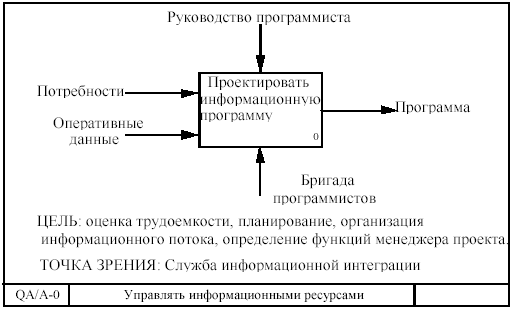 Руководство программиста
Потребности
Оперативные
данные
Проектировать
информационную
программу
0
Программа
Бригада
программистов
ЦЕЛЬ: оценка трудоемкости, планирование, организация
информационного потока, определение функций менеджера проекта.
ТОЧКА ЗРЕНИЯ: Служба информационной интеграции
QA/A-0
Управлять информационными ресурсами